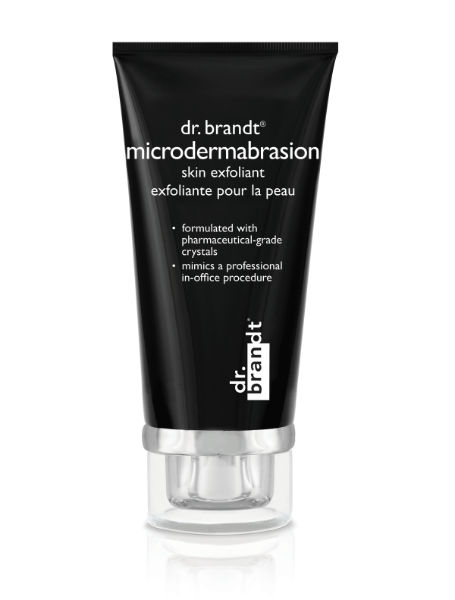 dr. brandt®
microdermabrasion
skin exfoliant
exfoliante pour la peau
• formulated with
pharmaceutical-grade
crystals
• mimics a professional
in-office procedure
dr.
brandt®